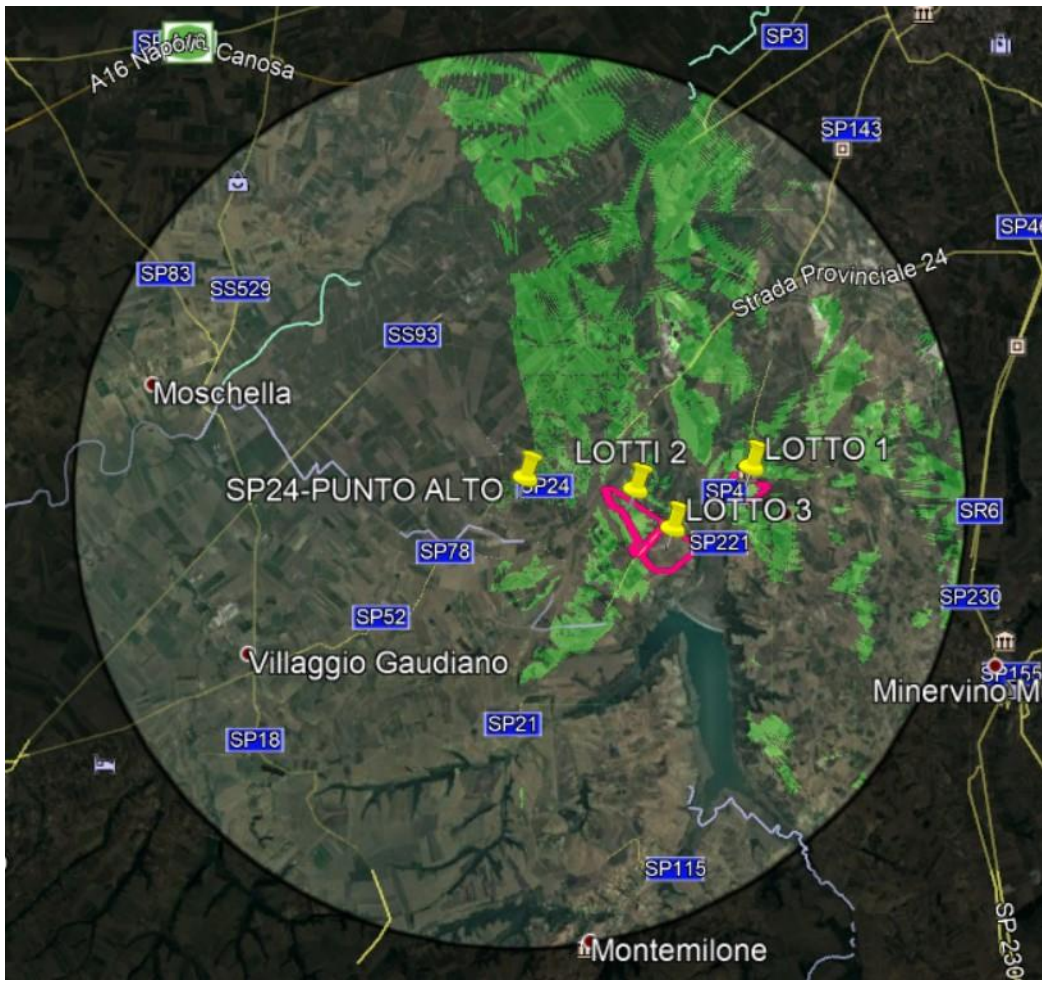 SP3
A16 Napoli Canosa
SP143
SP46
Strada Provinciale 24
SP83
SS529
SS93
Moschella
LOTTI 2
LOTTO 1
SP24-PUNTO ALTO
SP24
SP4
LOTTO 3
SR6
SP78
SP221
SP52
SP230
Villaggio Gaudiano
SP155
Minervino M
SP21
SP18
SP115
SP-230
Montemilone